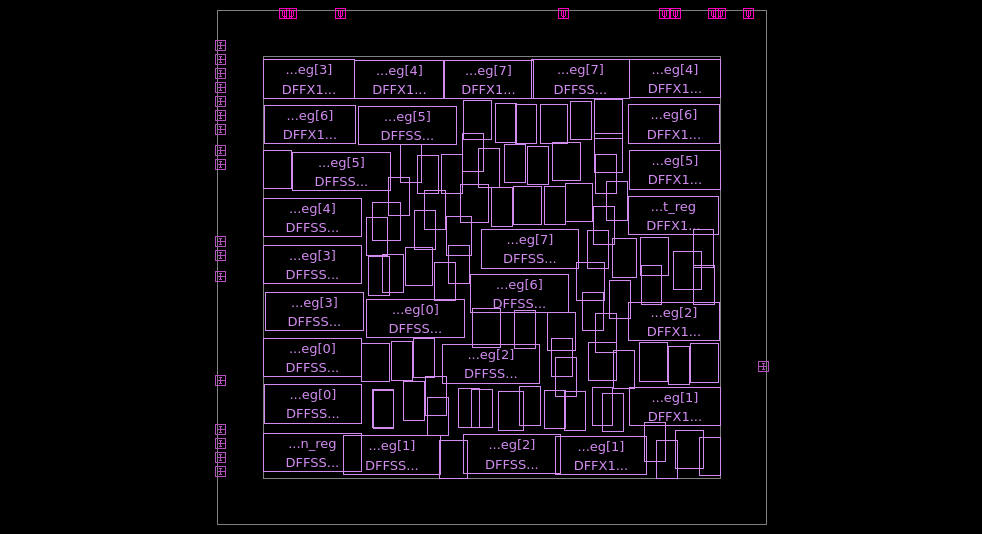 ...eg[3] ...eg[4] ...eg[7] ...eg[7] ...eg[4]
DFFX1... DFFX1... DFFX1... DFFSS... DFFX1...
...eg[6] ...eg[5] ...eg[6]
DFFX1... DFFSS... DFFX1...
...eg[5] ...eg[5]
DFFSS... DFFX1...
...eg[4] ...t_reg
DFFSS... DFFX1...
...eg[7]
DFFSS...
...eg[3]
DFFSS...
...eg[6]
DFFSS...
...eg[3] ...eg[0] ...eg[2]
DFFSS... DFFSS... DFFX1...
...eg[0] ...eg[2]
DFFSS... DFFSS...
...eg[0] ...eg[1]
DFFSS... DFFX1...
...n_reg ...eg[1] ...eg[2] ...eg[1]
DFFSS... DFFSS... DFFSS... DFFX1...